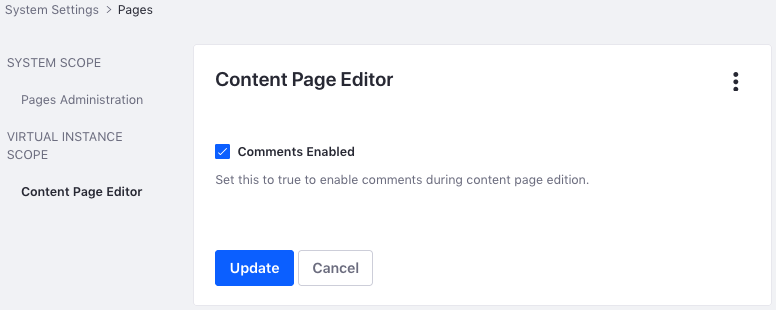 System Settings > Pages
SYSTEM SCOPE
Pages Administration
VIRTUAL INSTANCE
SCOPE
Content Page Editor
Content Page Editor
Comments Enabled
Set this to true to enable comments during content page edition.
Update Cancel